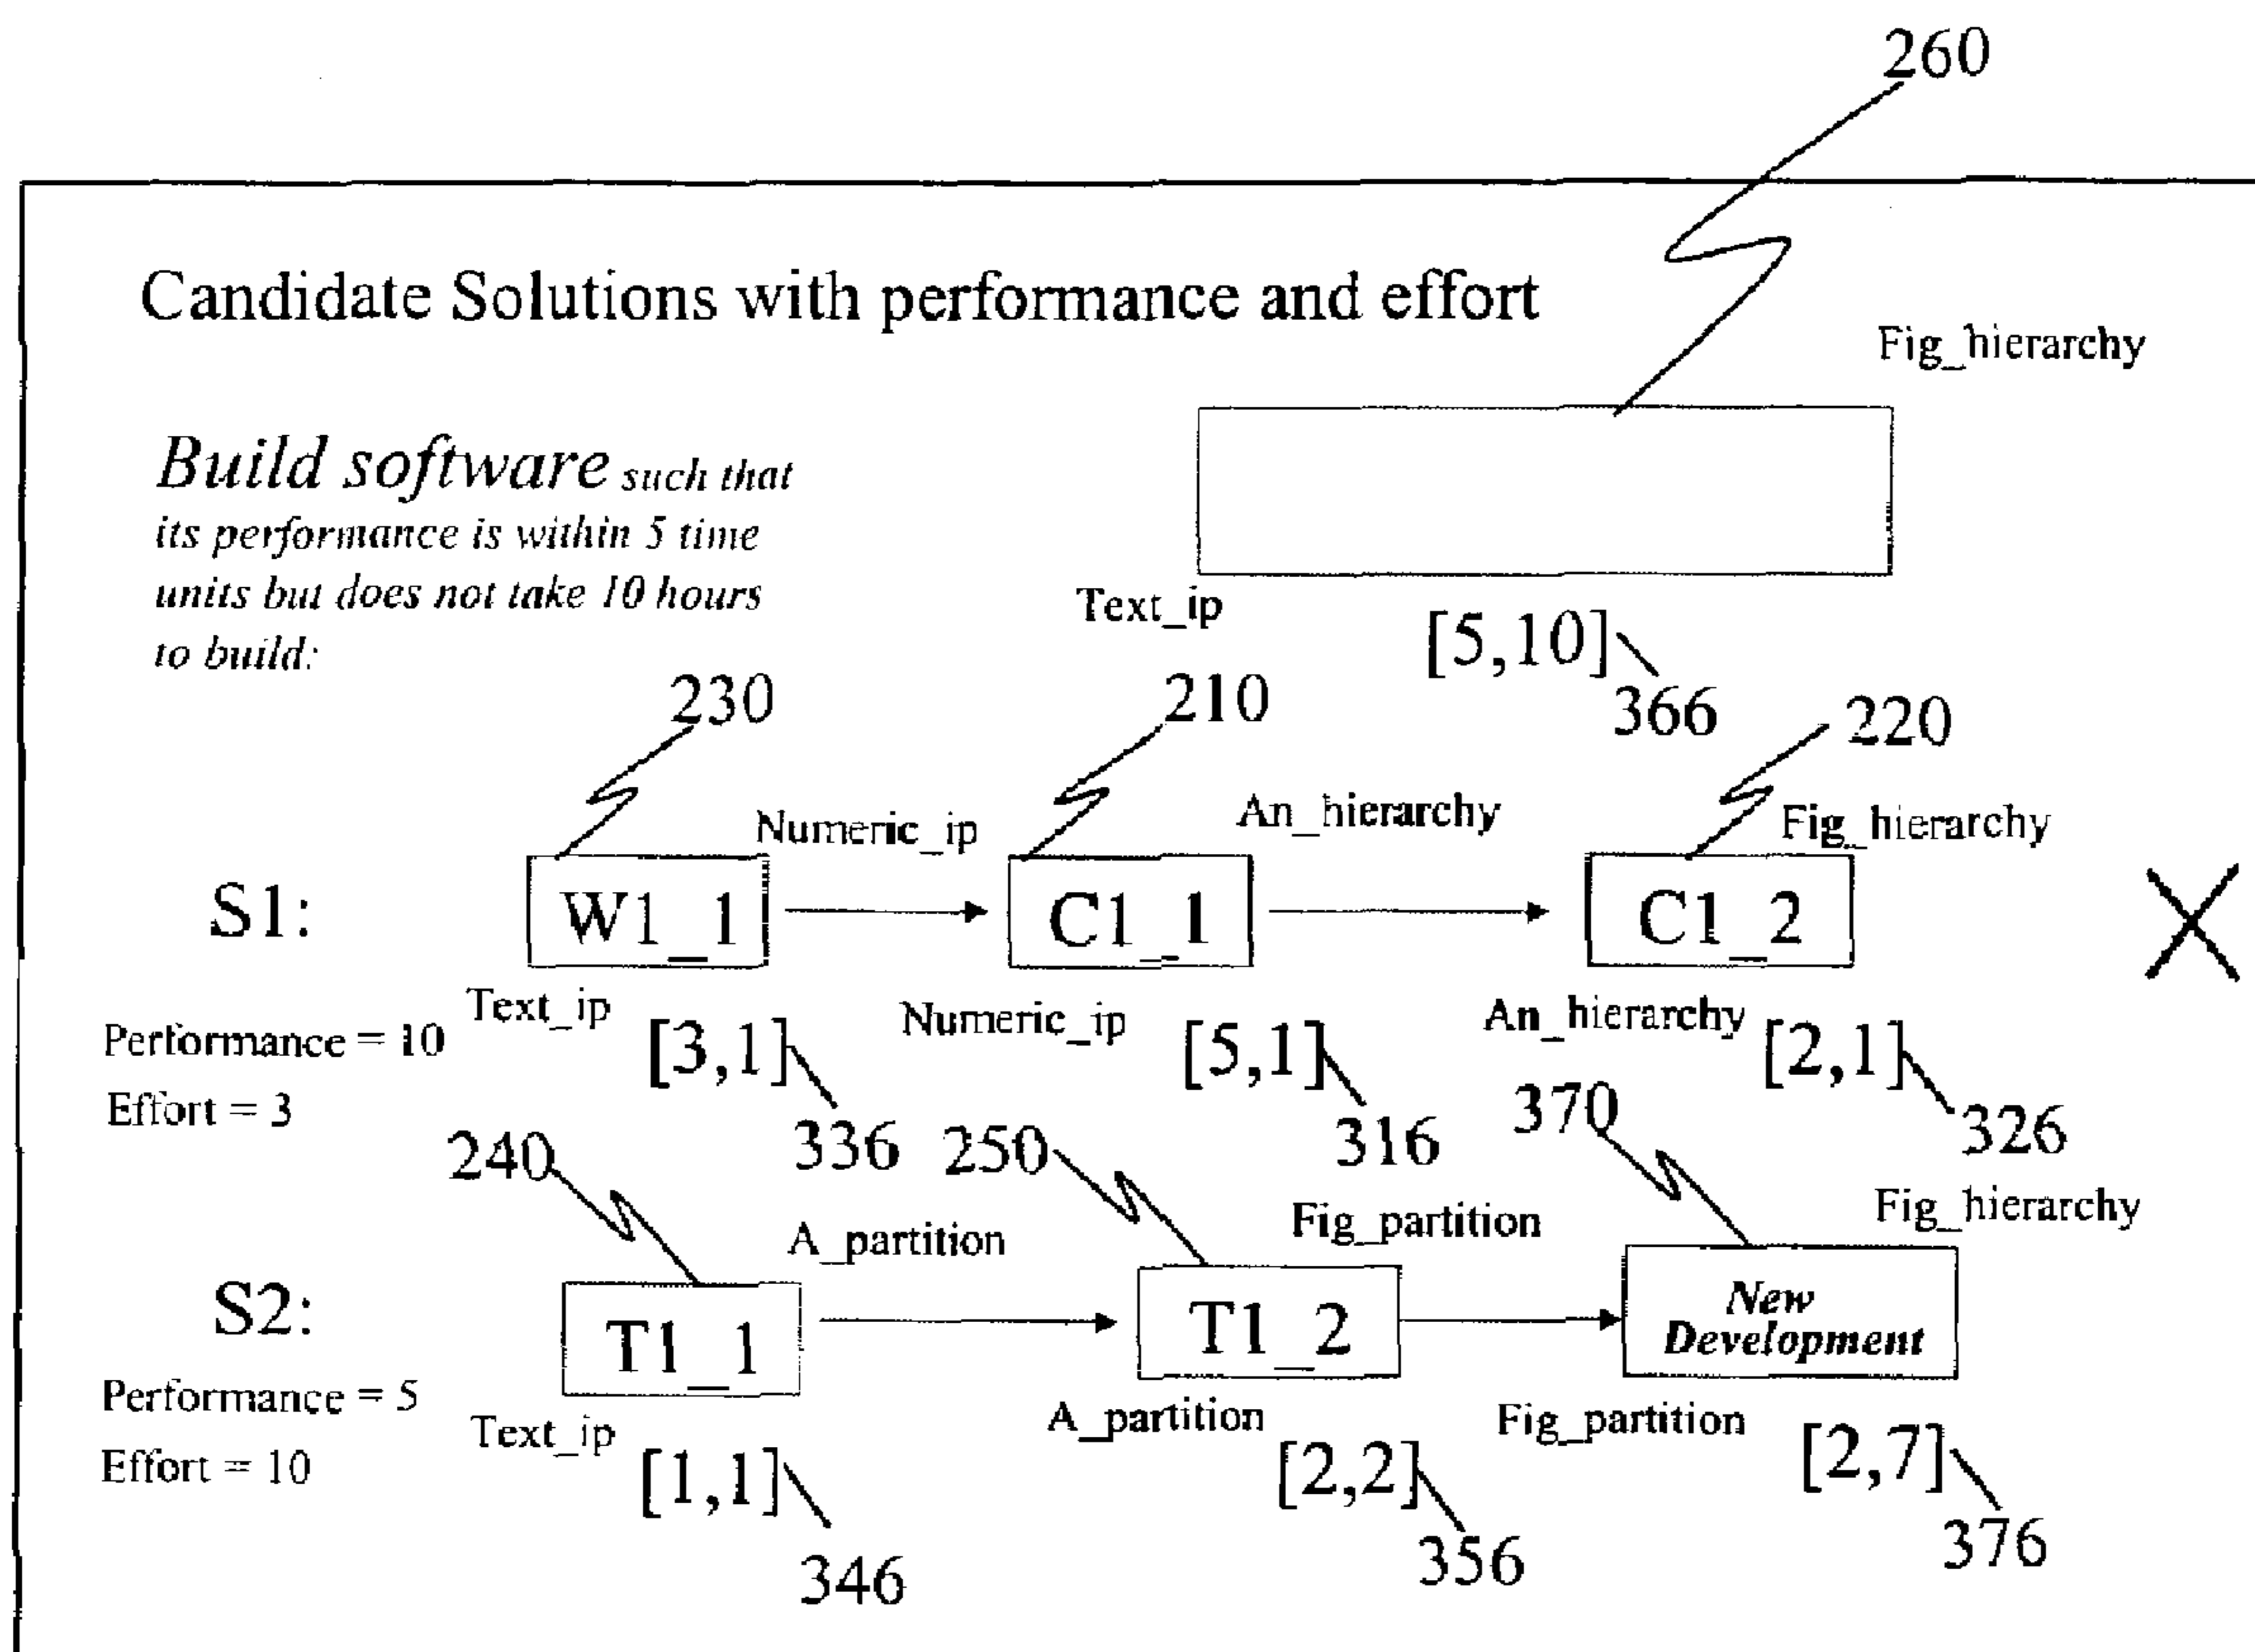 260
Candidate Solutions with performance and effort
Fig_hierarchy
Build software such that
its performance is within 5 time
units but does not take 10 hours
to build:
Text_ip
[5,10]
366
230
210
220
Numeric_ip
An_hierarchy
Fig_hierarchy
S1:
W1_1
C1_1
C1_2
X
Text_ip
Numeric_ip
An_hierarchy
Performance = 10
[3,1]
[5,1]
[2,1]
Effort = 3
336
316
326
240
250
370
A_partition
Fig_partition
Fig_hierarchy
S2:
T1_1
T1_2
New
Development
Performance = 5
Text_ip
A_partition
Fig_partition
Effort = 10
[1,1]
[2,2]
[2,7]
346
356
376